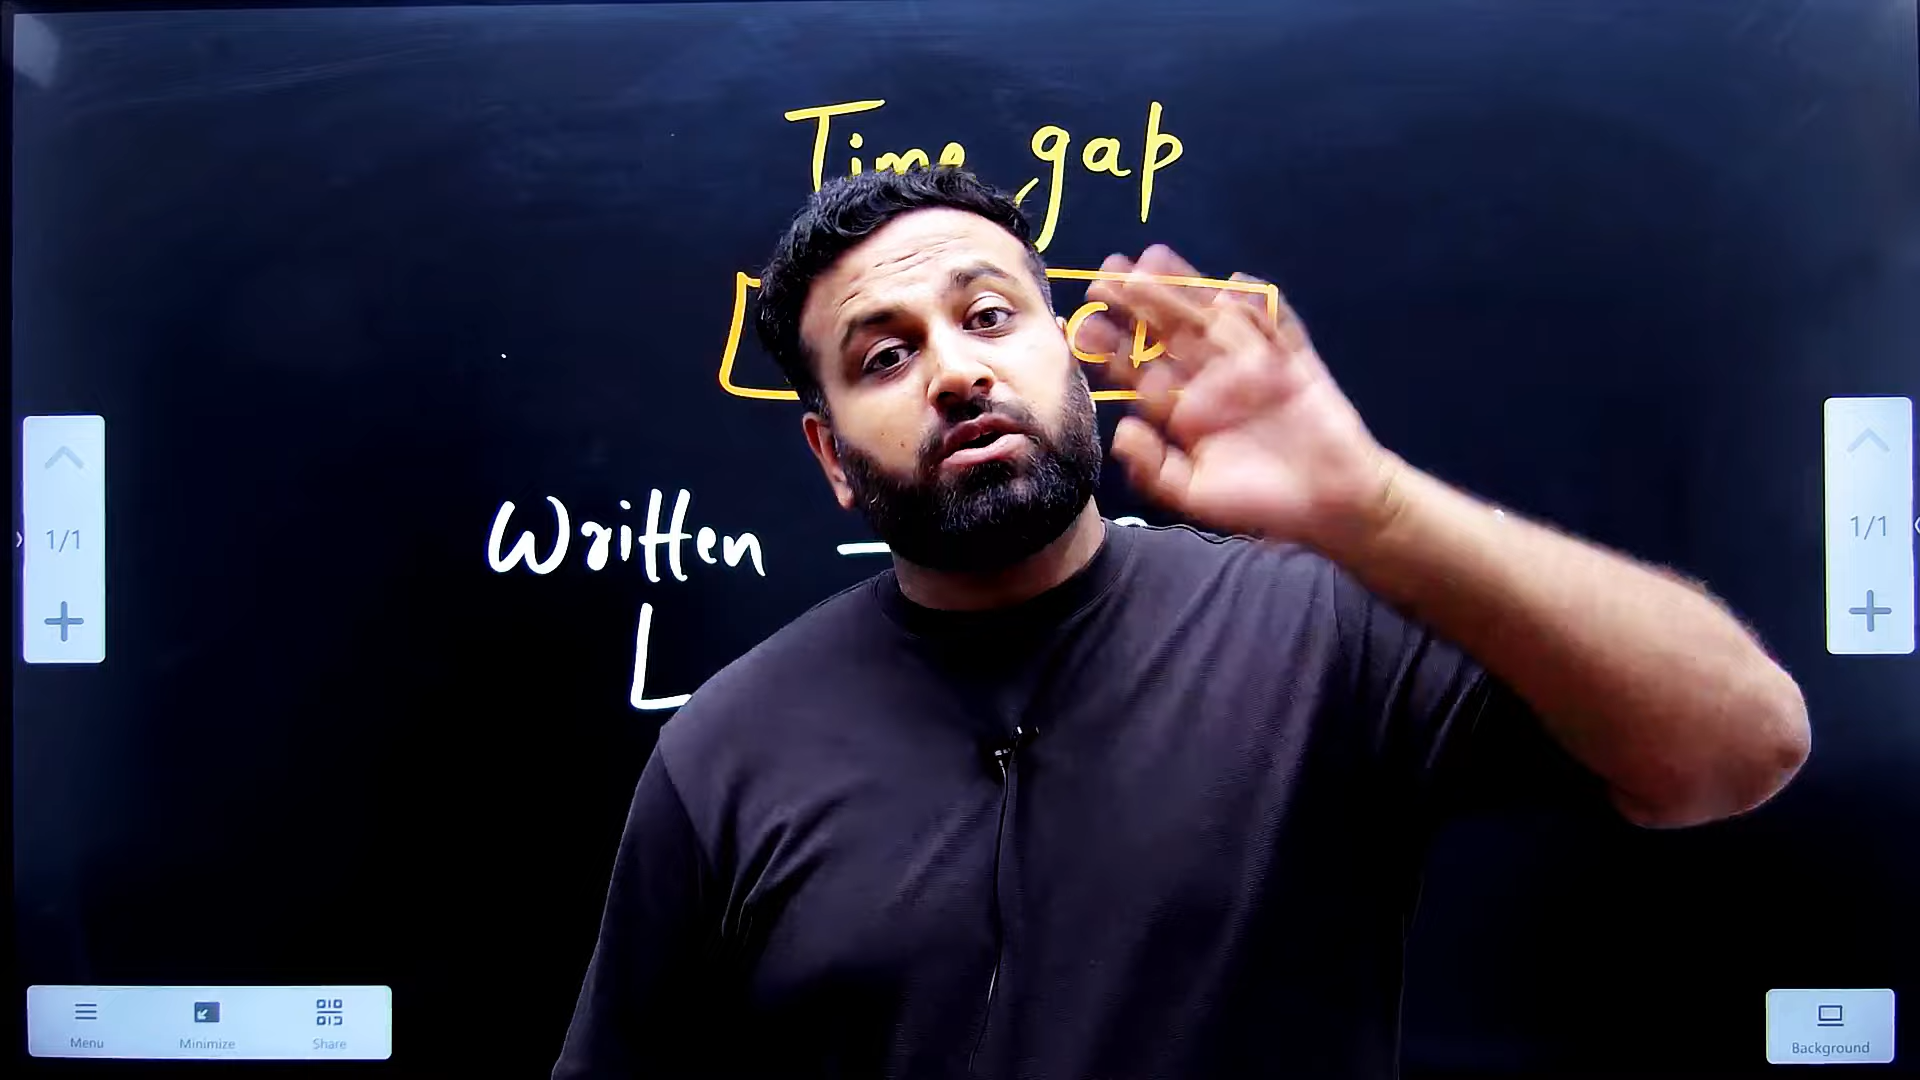 Time gap
Written -
1/1
1/1
Menu Minimize Share
Background